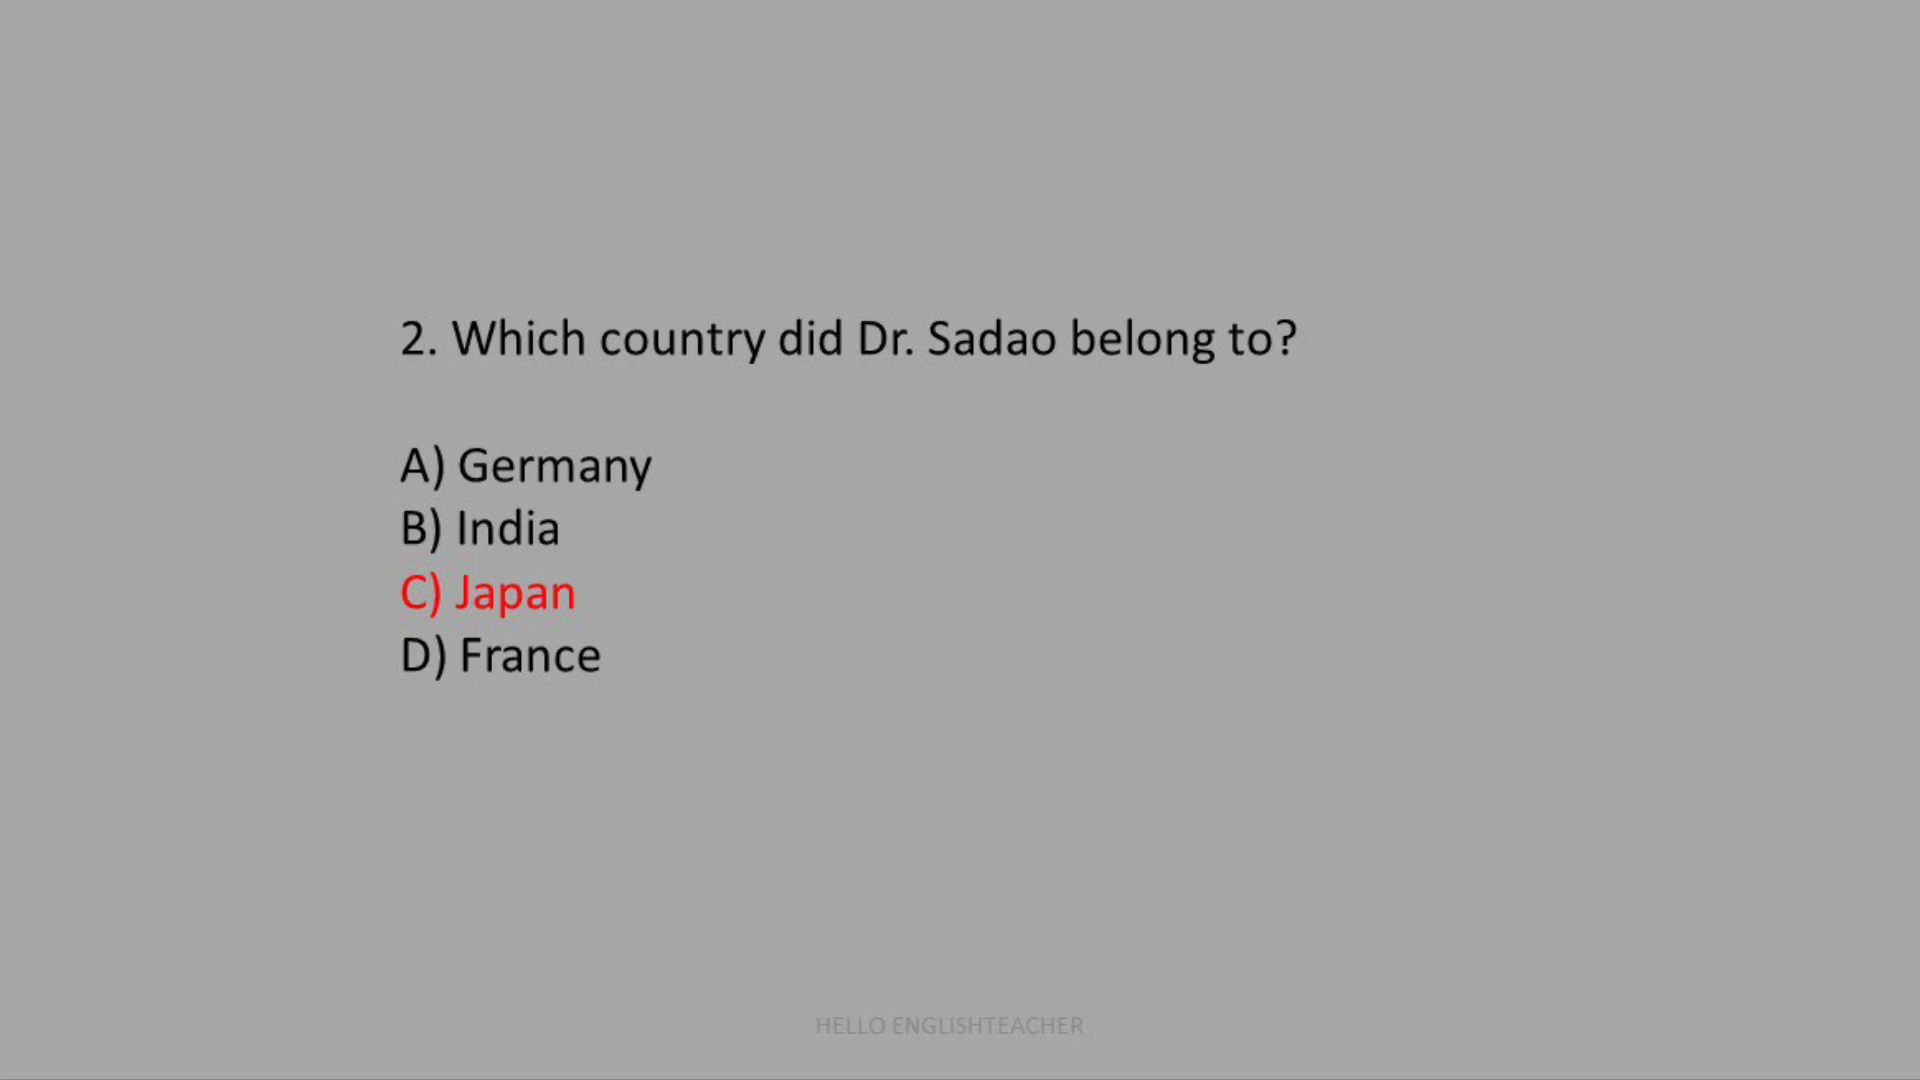 2. Which country did Dr. Sadao belong to?
A) Germany
B) India
C) Japan
D) France
HELLO ENGLISHTEACHER